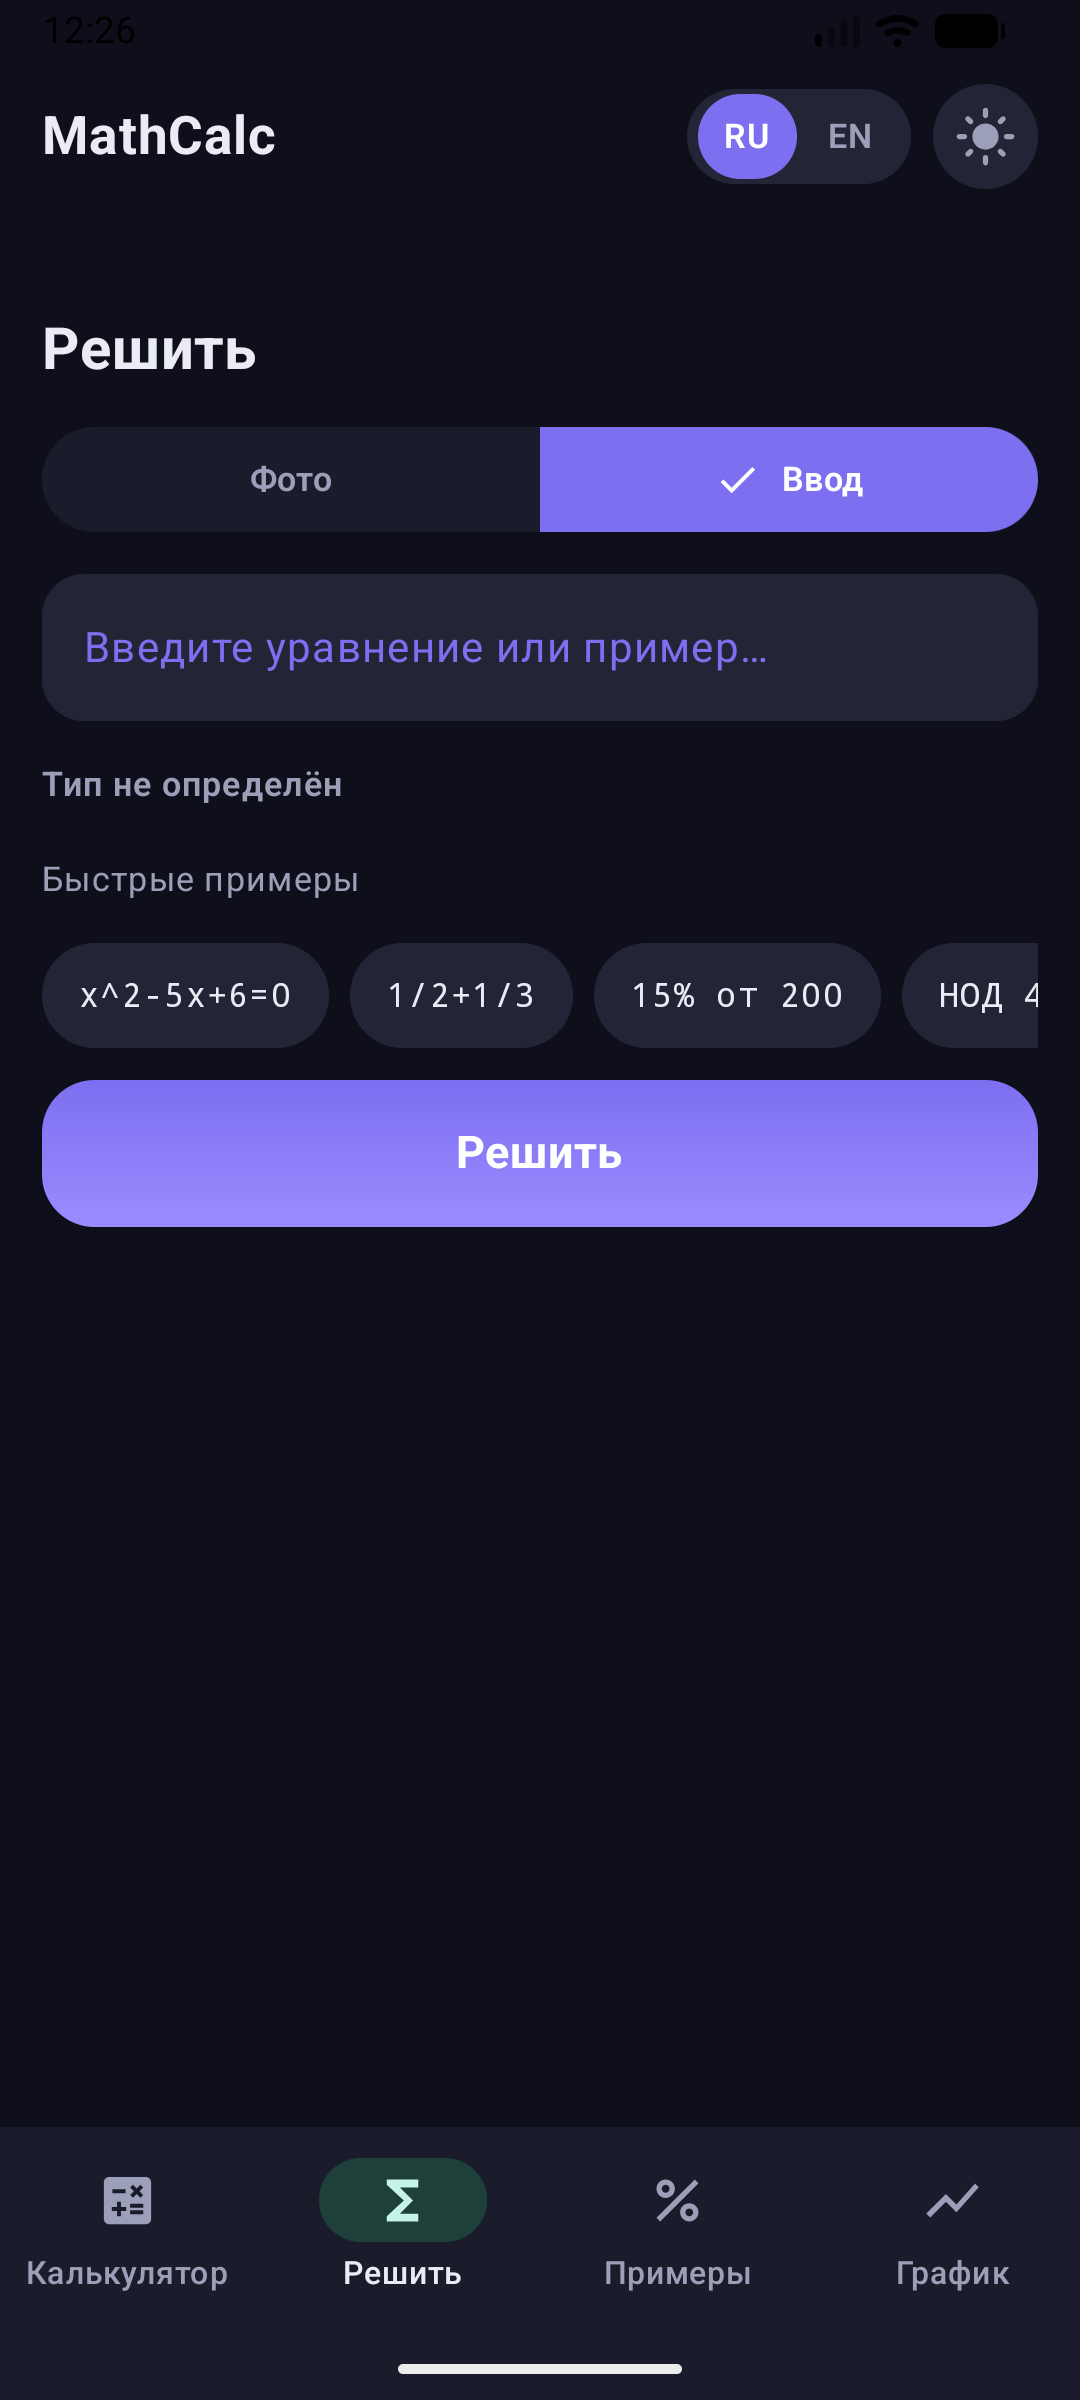 12:26
MathCalc
RU EN
Решить
Фото Ввод
Введите уравнение или пример...
Тип не определён
Быстрые примеры
x^2-5x+6=0 1/2+1/3 15% от 200 НОД 4
Решить
Калькулятор Решить Примеры График